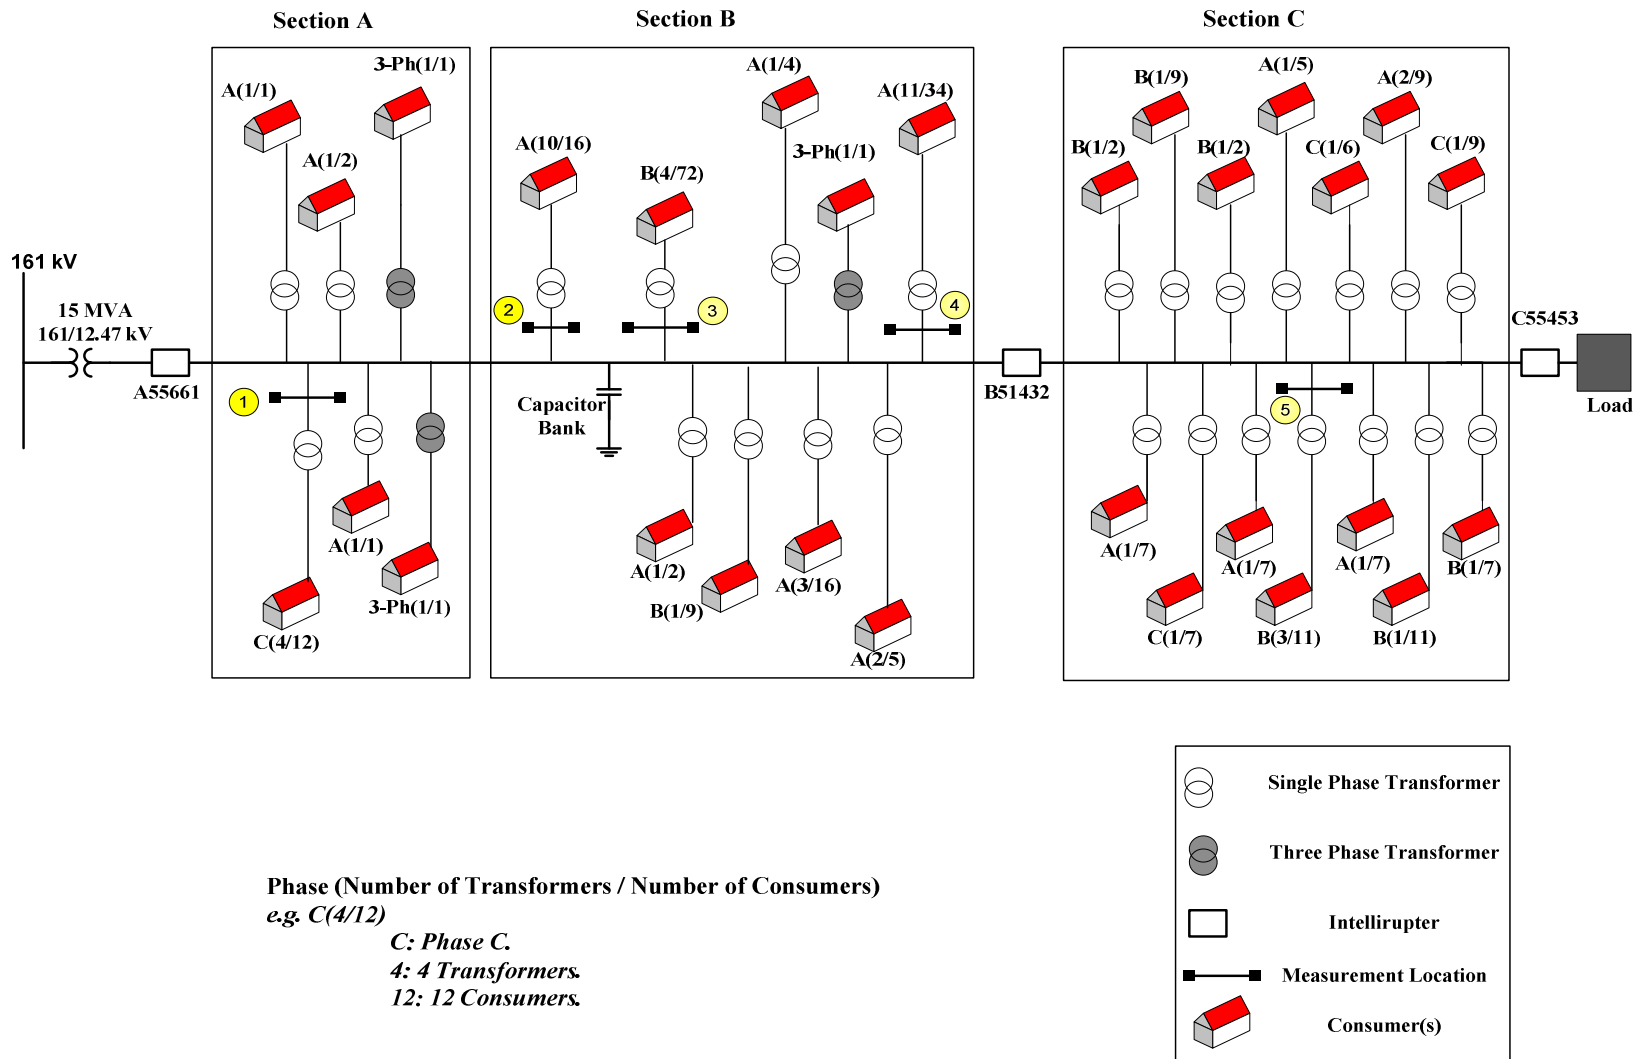 Section A
Section B
Section C
3-Ph(1/1)
A(1/1)
A(1/2)
A(1/4)
A(11/34)
A(10/16)
3-Ph(1/1)
B(4/72)
A(1/5)
B(1/9)
A(2/9)
B(1/2)
B(1/2)
C(1/6)
C(1/9)
161 kV
15 MVA
161/12.47 kV
A55661
2
3
4
C55453
B51432
Load
1
Capacitor
Bank
5
A(1/1)
3-Ph(1/1)
C(4/12)
A(1/2)
B(1/9)
A(3/16)
A(2/5)
A(1/7)
C(1/7)
A(1/7)
B(3/11)
A(1/7)
B(1/11)
B(1/7)
Single Phase Transformer
Three Phase Transformer
Intellirupter
Measurement Location
Consumer(s)
Phase (Number of Transformers / Number of Consumers)
e.g. C(4/12)
C: Phase C.
4: 4 Transformers.
12: 12 Consumers.